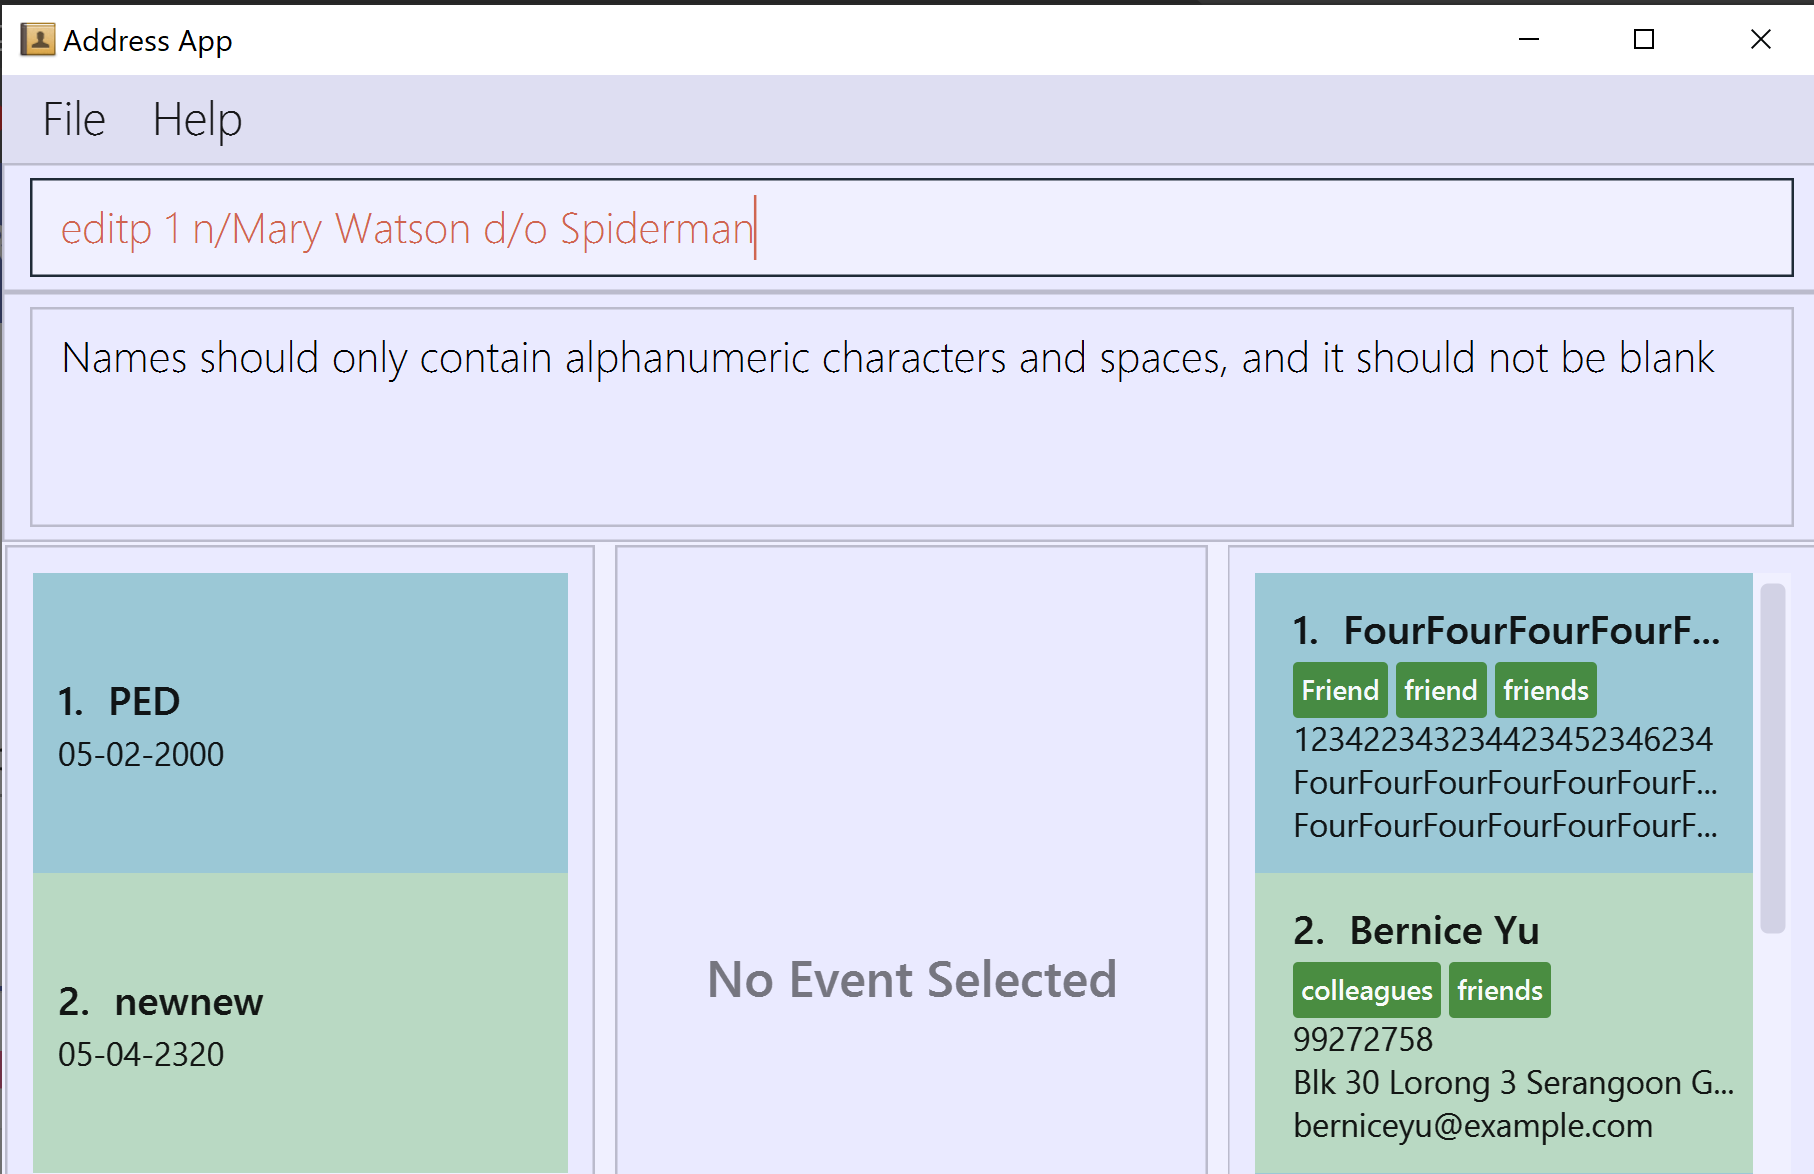 Address App
File Help
editp 1 n/Mary Watson d/o Spiderman
Names should only contain alphanumeric characters and spaces, and it should not be blank
1. PED
05-02-2000
2. newnew
05-04-2320
No Event Selected
1. FourFourFourFourF...
Friend friend friends
123422343234423452346234
FourFourFourFourFourFourF...
FourFourFourFourFourFourF...
2. Bernice Yu
colleagues friends
99272758
Blk 30 Lorong 3 Serangoon G...
berniceyu@example.com